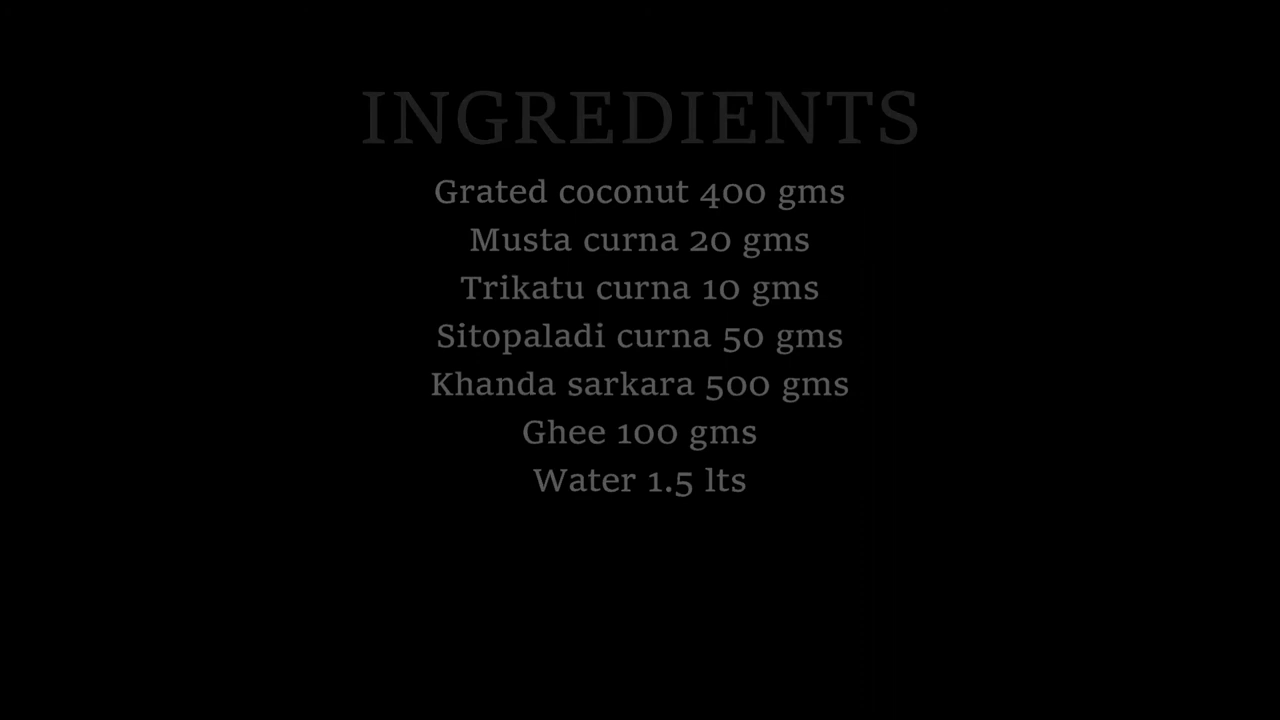 INGREDIENTS
Grated coconut 400 gms
Musta curna 20 gms
Trikatu curna 10 gms
Sitopaladi curna 50 gms
Khanda sarkara 500 gms
Ghee 100 gms
Water 1.5 lts